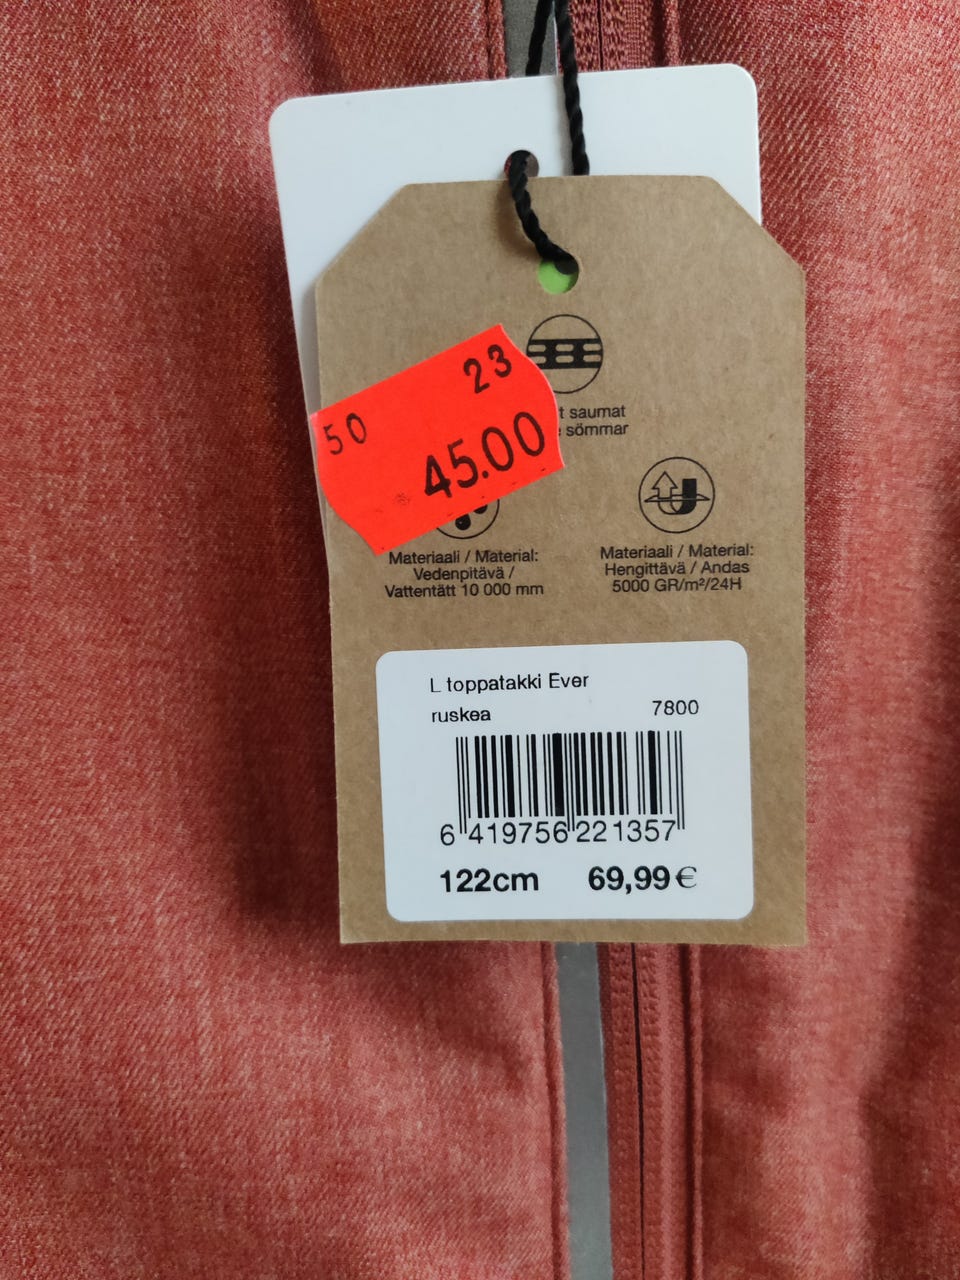 23
50
45.00
t saumat
sömmar
Materiaali / Material:
Vedenpitävä /
Vattentätt 10 000 mm
Materiaali / Material:
Hengittävä / Andas
5000 GR/m²/24H
L toppatakki Ever
ruskea 7800
6 419756 221357
122cm 69,99€